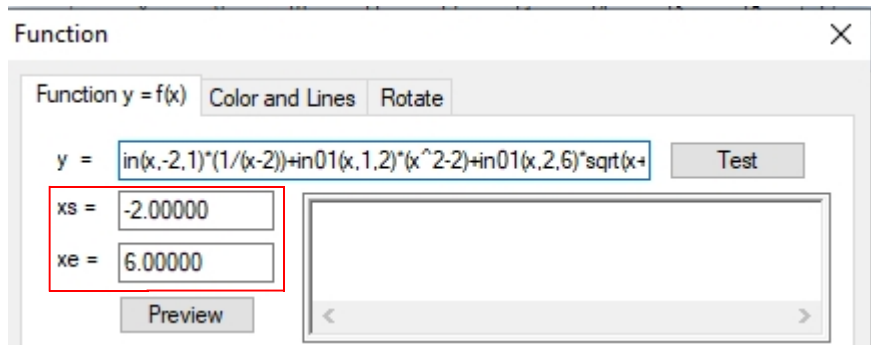 Function
Function y = f(x) Color and Lines Rotate
y = in(x,-2,1)*(1/(x-2))+in01(x,1,2)*(x^2-2)+in01(x,2,6)*sqrt(x+ Test
xs = -2.00000
xe = 6.00000
Preview